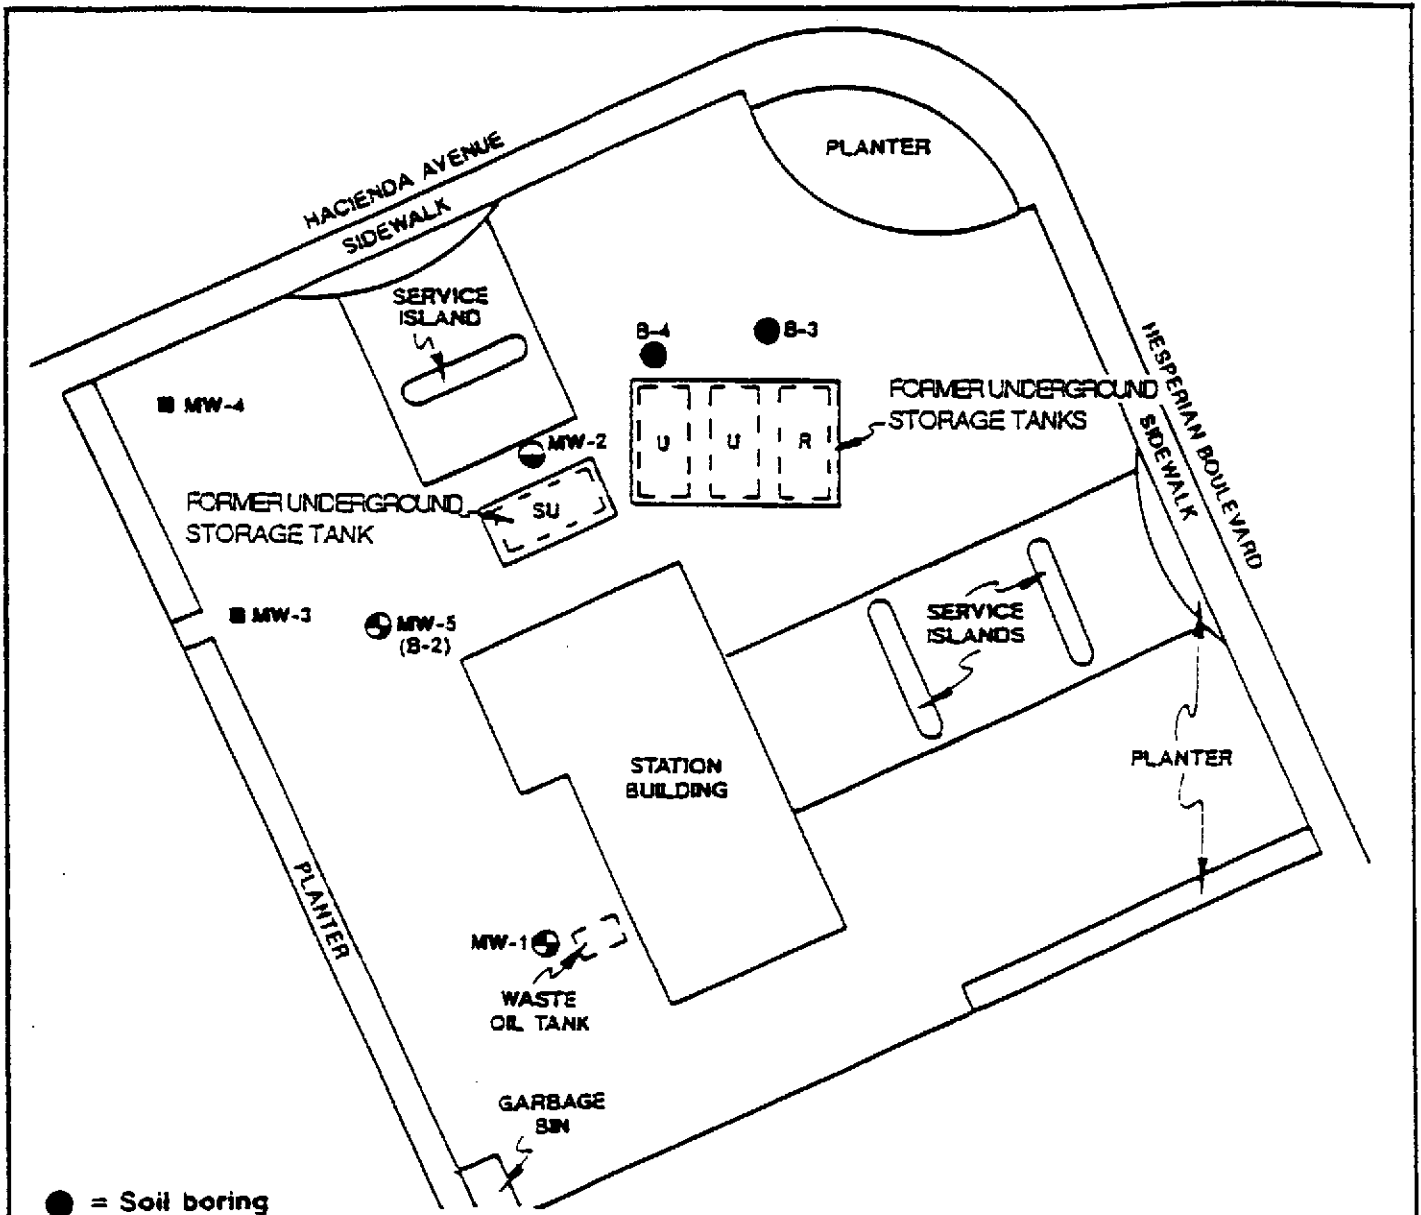 HACIENDA AVENUE
SIDEWALK
PLANTER
SERVICE
ISLAND
B-4
B-3
HESPERIAN BOULEVARD
SIDEWALK
MW-4
MW-2
FORMER UNDERGROUND
STORAGE TANKS
U
U
R
FORMER UNDERGROUND
STORAGE TANK
SU
MW-3
MW-5
(B-2)
SERVICE
ISLANDS
STATION
BUILDING
PLANTER
PLANTER
MW-1
WASTE
OIL TANK
GARBAGE
BIN
= Soil boring